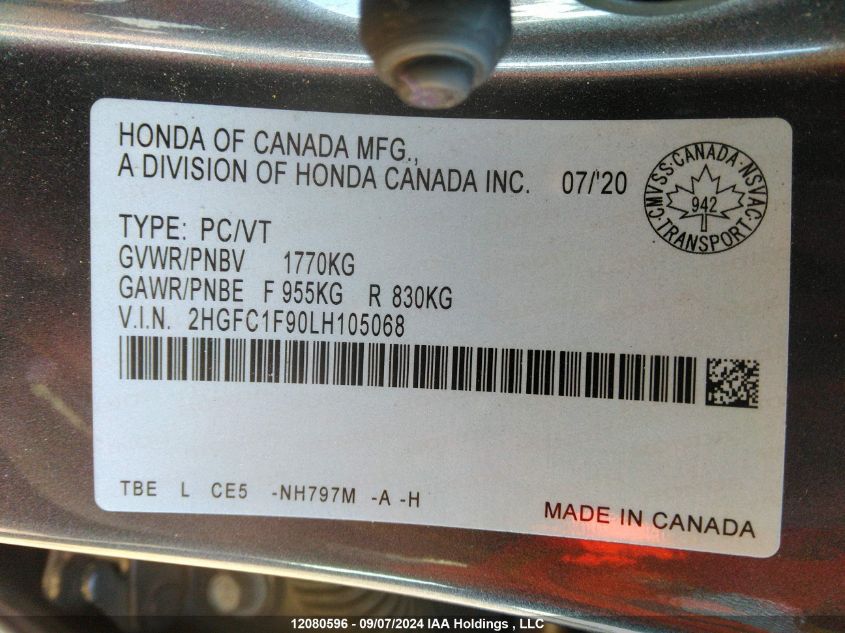 HONDA OF CANADA MFG.,
A DIVISION OF HONDA CANADA INC. 07/'20
CMVSS·CANADA·NSVAC·TRANSPORT·
942
TYPE: PC/VT
GVWR/PNBV 1770KG
GAWR/PNBE F 955KG R 830KG
V.I.N. 2HGFC1F90LH105068
TBE L CE5 -NH797M -A -H
MADE IN CANADA
12080596 - 09/07/2024 IAA Holdings , LLC